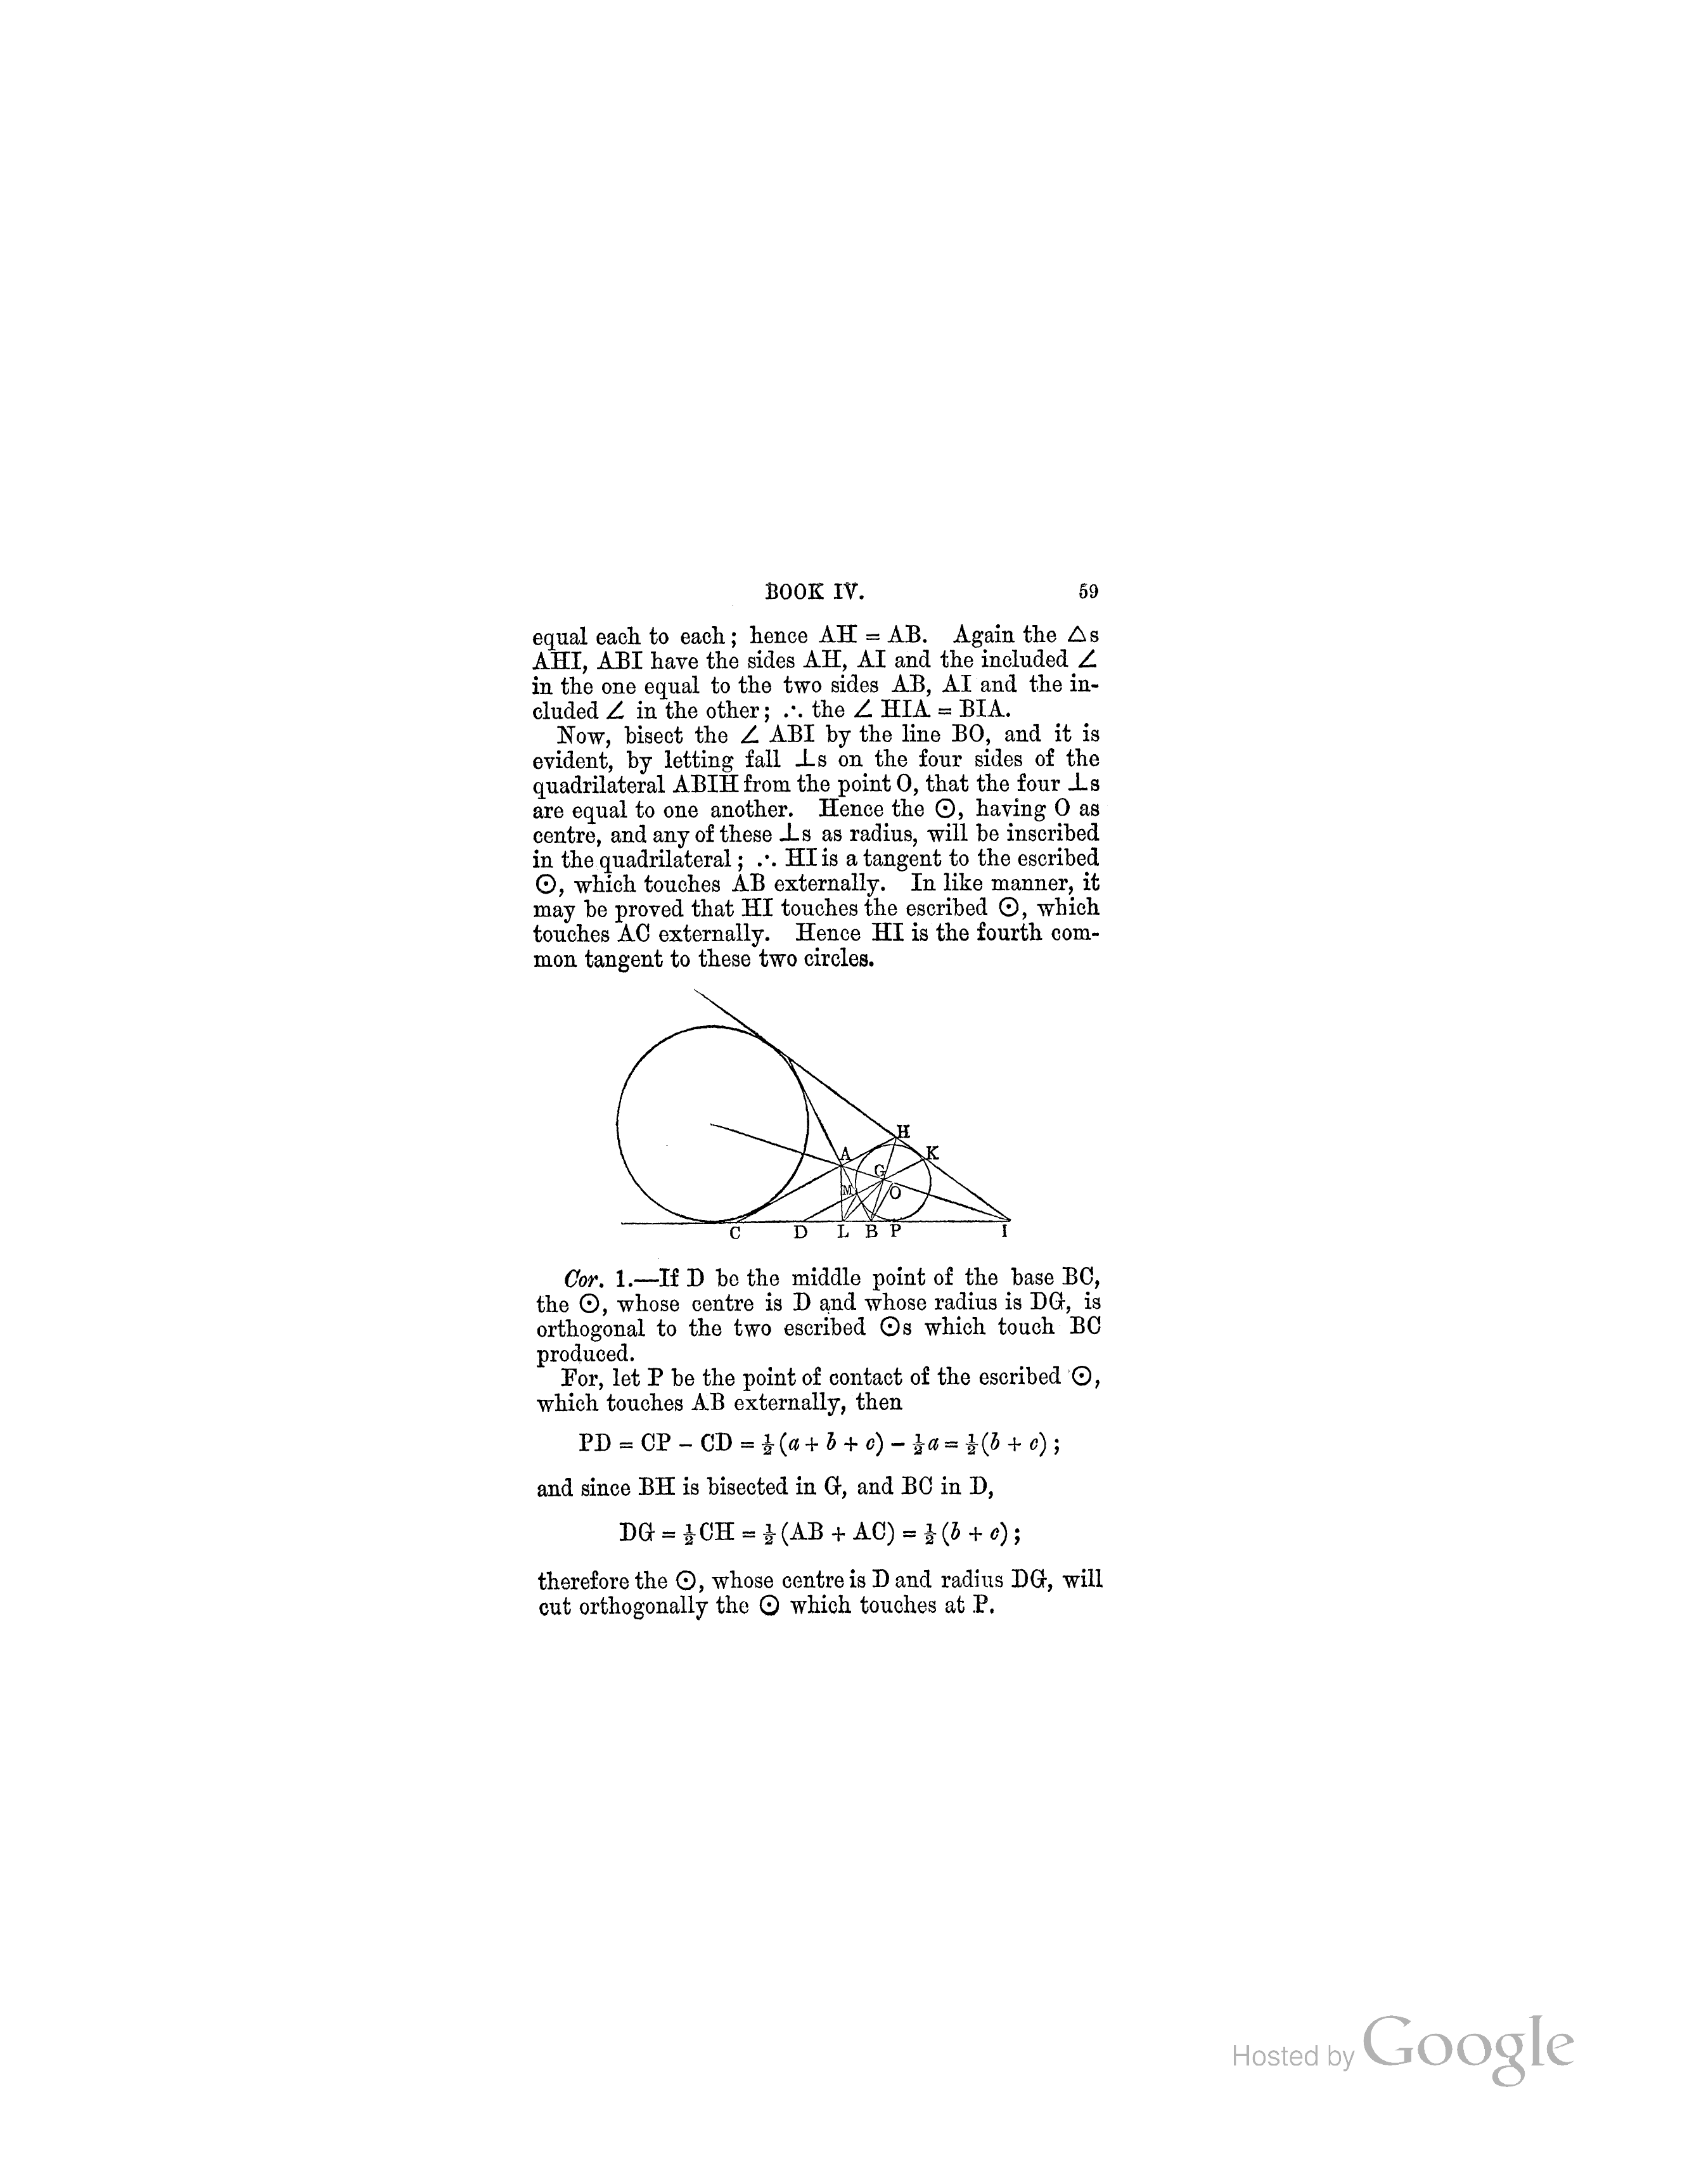 BOOK IV. 59
equal each to each; hence AH = AB. Again the △s
AHI, ABI have the sides AH, AI and the included ∠
in the one equal to the two sides AB, AI and the in-
cluded ∠ in the other; ∴ the ∠ HIA = BIA.
Now, bisect the ∠ ABI by the line BO, and it is
evident, by letting fall ⊥s on the four sides of the
quadrilateral ABIH from the point O, that the four ⊥s
are equal to one another. Hence the ⊙, having O as
centre, and any of these ⊥s as radius, will be inscribed
in the quadrilateral; ∴ HI is a tangent to the escribed
⊙, which touches AB externally. In like manner, it
may be proved that HI touches the escribed ⊙, which
touches AC externally. Hence HI is the fourth com-
mon tangent to these two circles.
H
A K
G
M O
C D L B P I
Cor. 1.—If D be the middle point of the base BC,
the ⊙, whose centre is D and whose radius is DG, is
orthogonal to the two escribed ⊙s which touch BC
produced.
For, let P be the point of contact of the escribed ⊙,
which touches AB externally, then
PD = CP – CD = ½ (a + b + c) – ½ a = ½ (b + c) ;
and since BH is bisected in G, and BC in D,
DG = ½ CH = ½ (AB + AC) = ½ (b + c) ;
therefore the ⊙, whose centre is D and radius DG, will
cut orthogonally the ⊙ which touches at P.
Hosted by Google